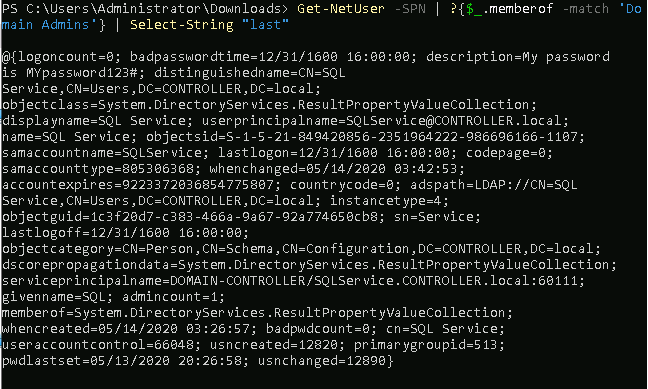 PS C:\Users\Administrator\Downloads> Get-NetUser -SPN | ?{$_.memberof -match 'Do
main Admins'} | Select-String "last"
@{logoncount=0; badpasswordtime=12/31/1600 16:00:00; description=My password
is MYpassword123#; distinguishedname=CN=SQL
Service,CN=Users,DC=CONTROLLER,DC=local;
objectclass=System.DirectoryServices.ResultPropertyValueCollection;
displayname=SQL Service; userprincipalname=SQLService@CONTROLLER.local;
name=SQL Service; objectsid=S-1-5-21-849420856-2351964222-986696166-1107;
samaccountname=SQLService; lastlogon=12/31/1600 16:00:00; codepage=0;
samaccounttype=805306368; whenchanged=05/14/2020 03:42:53;
accountexpires=9223372036854775807; countrycode=0; adspath=LDAP://CN=SQL
Service,CN=Users,DC=CONTROLLER,DC=local; instancetype=4;
objectguid=1c3f20d7-c383-466a-9a67-92a774650cb8; sn=Service;
lastlogoff=12/31/1600 16:00:00;
objectcategory=CN=Person,CN=Schema,CN=Configuration,DC=CONTROLLER,DC=local;
dscorepropagationdata=System.DirectoryServices.ResultPropertyValueCollection;
serviceprincipalname=DOMAIN-CONTROLLER/SQLService.CONTROLLER.local:60111;
givenname=SQL; admincount=1;
memberof=System.DirectoryServices.ResultPropertyValueCollection;
whencreated=05/14/2020 03:26:57; badpwdcount=0; cn=SQL Service;
useraccountcontrol=66048; usncreated=12820; primarygroupid=513;
pwdlastset=05/13/2020 20:26:58; usnchanged=12890}